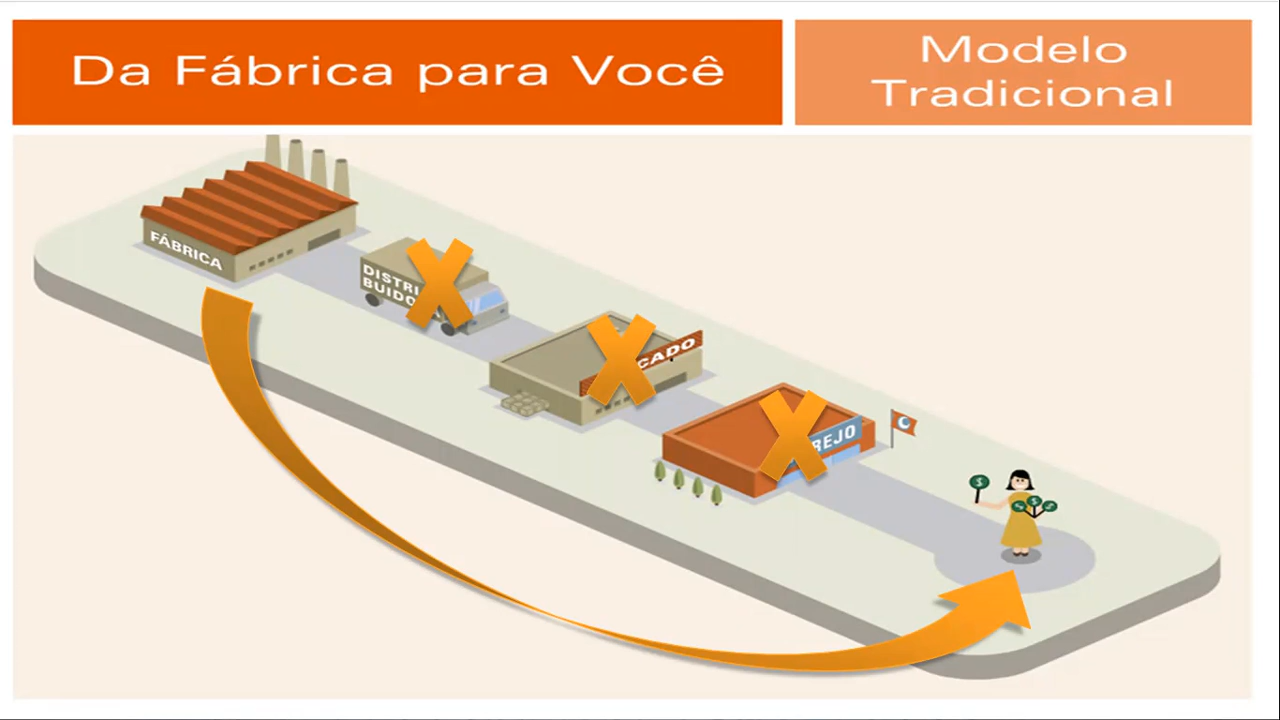 Da Fábrica para Você
Modelo
Tradicional
FÁBRICA
DISTRI
BUIDO
CADO
REJO
$
$
$
$